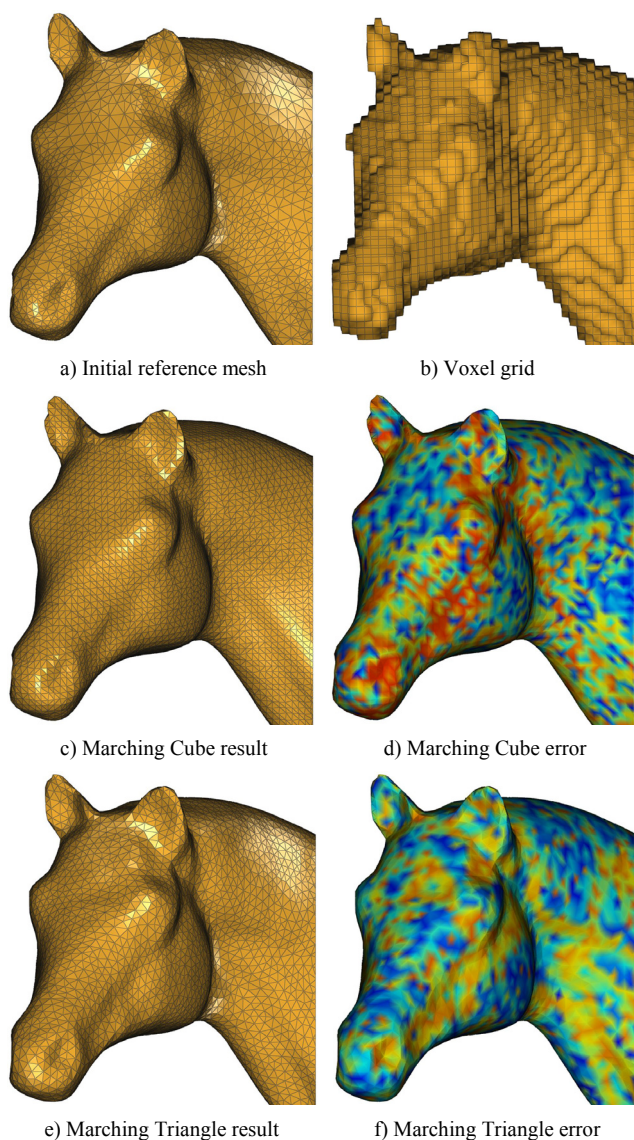 a) Initial reference mesh
b) Voxel grid
c) Marching Cube result
d) Marching Cube error
e) Marching Triangle result
f) Marching Triangle error